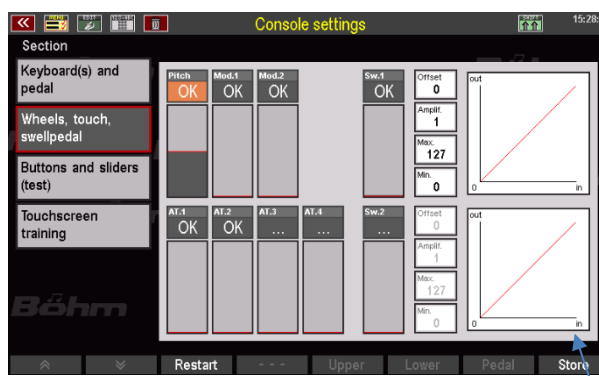 Console settings
15:28:
Section
Keyboard(s) and
pedal
Wheels, touch,
swellpedal
Buttons and sliders
(test)
Touchscreen
training
Pitch
OK
Mod.1
OK
Mod.2
OK
Sw.1
OK
Offset
0
Amplif.
1
Max.
127
Min.
0
out
0
in
AT.1
OK
AT.2
OK
AT.3
...
AT.4
...
Sw.2
Offset
0
Amplif.
1
Max.
127
Min.
0
out
0
in
Böhm
Restart
- - -
Upper
Lower
Pedal
Store